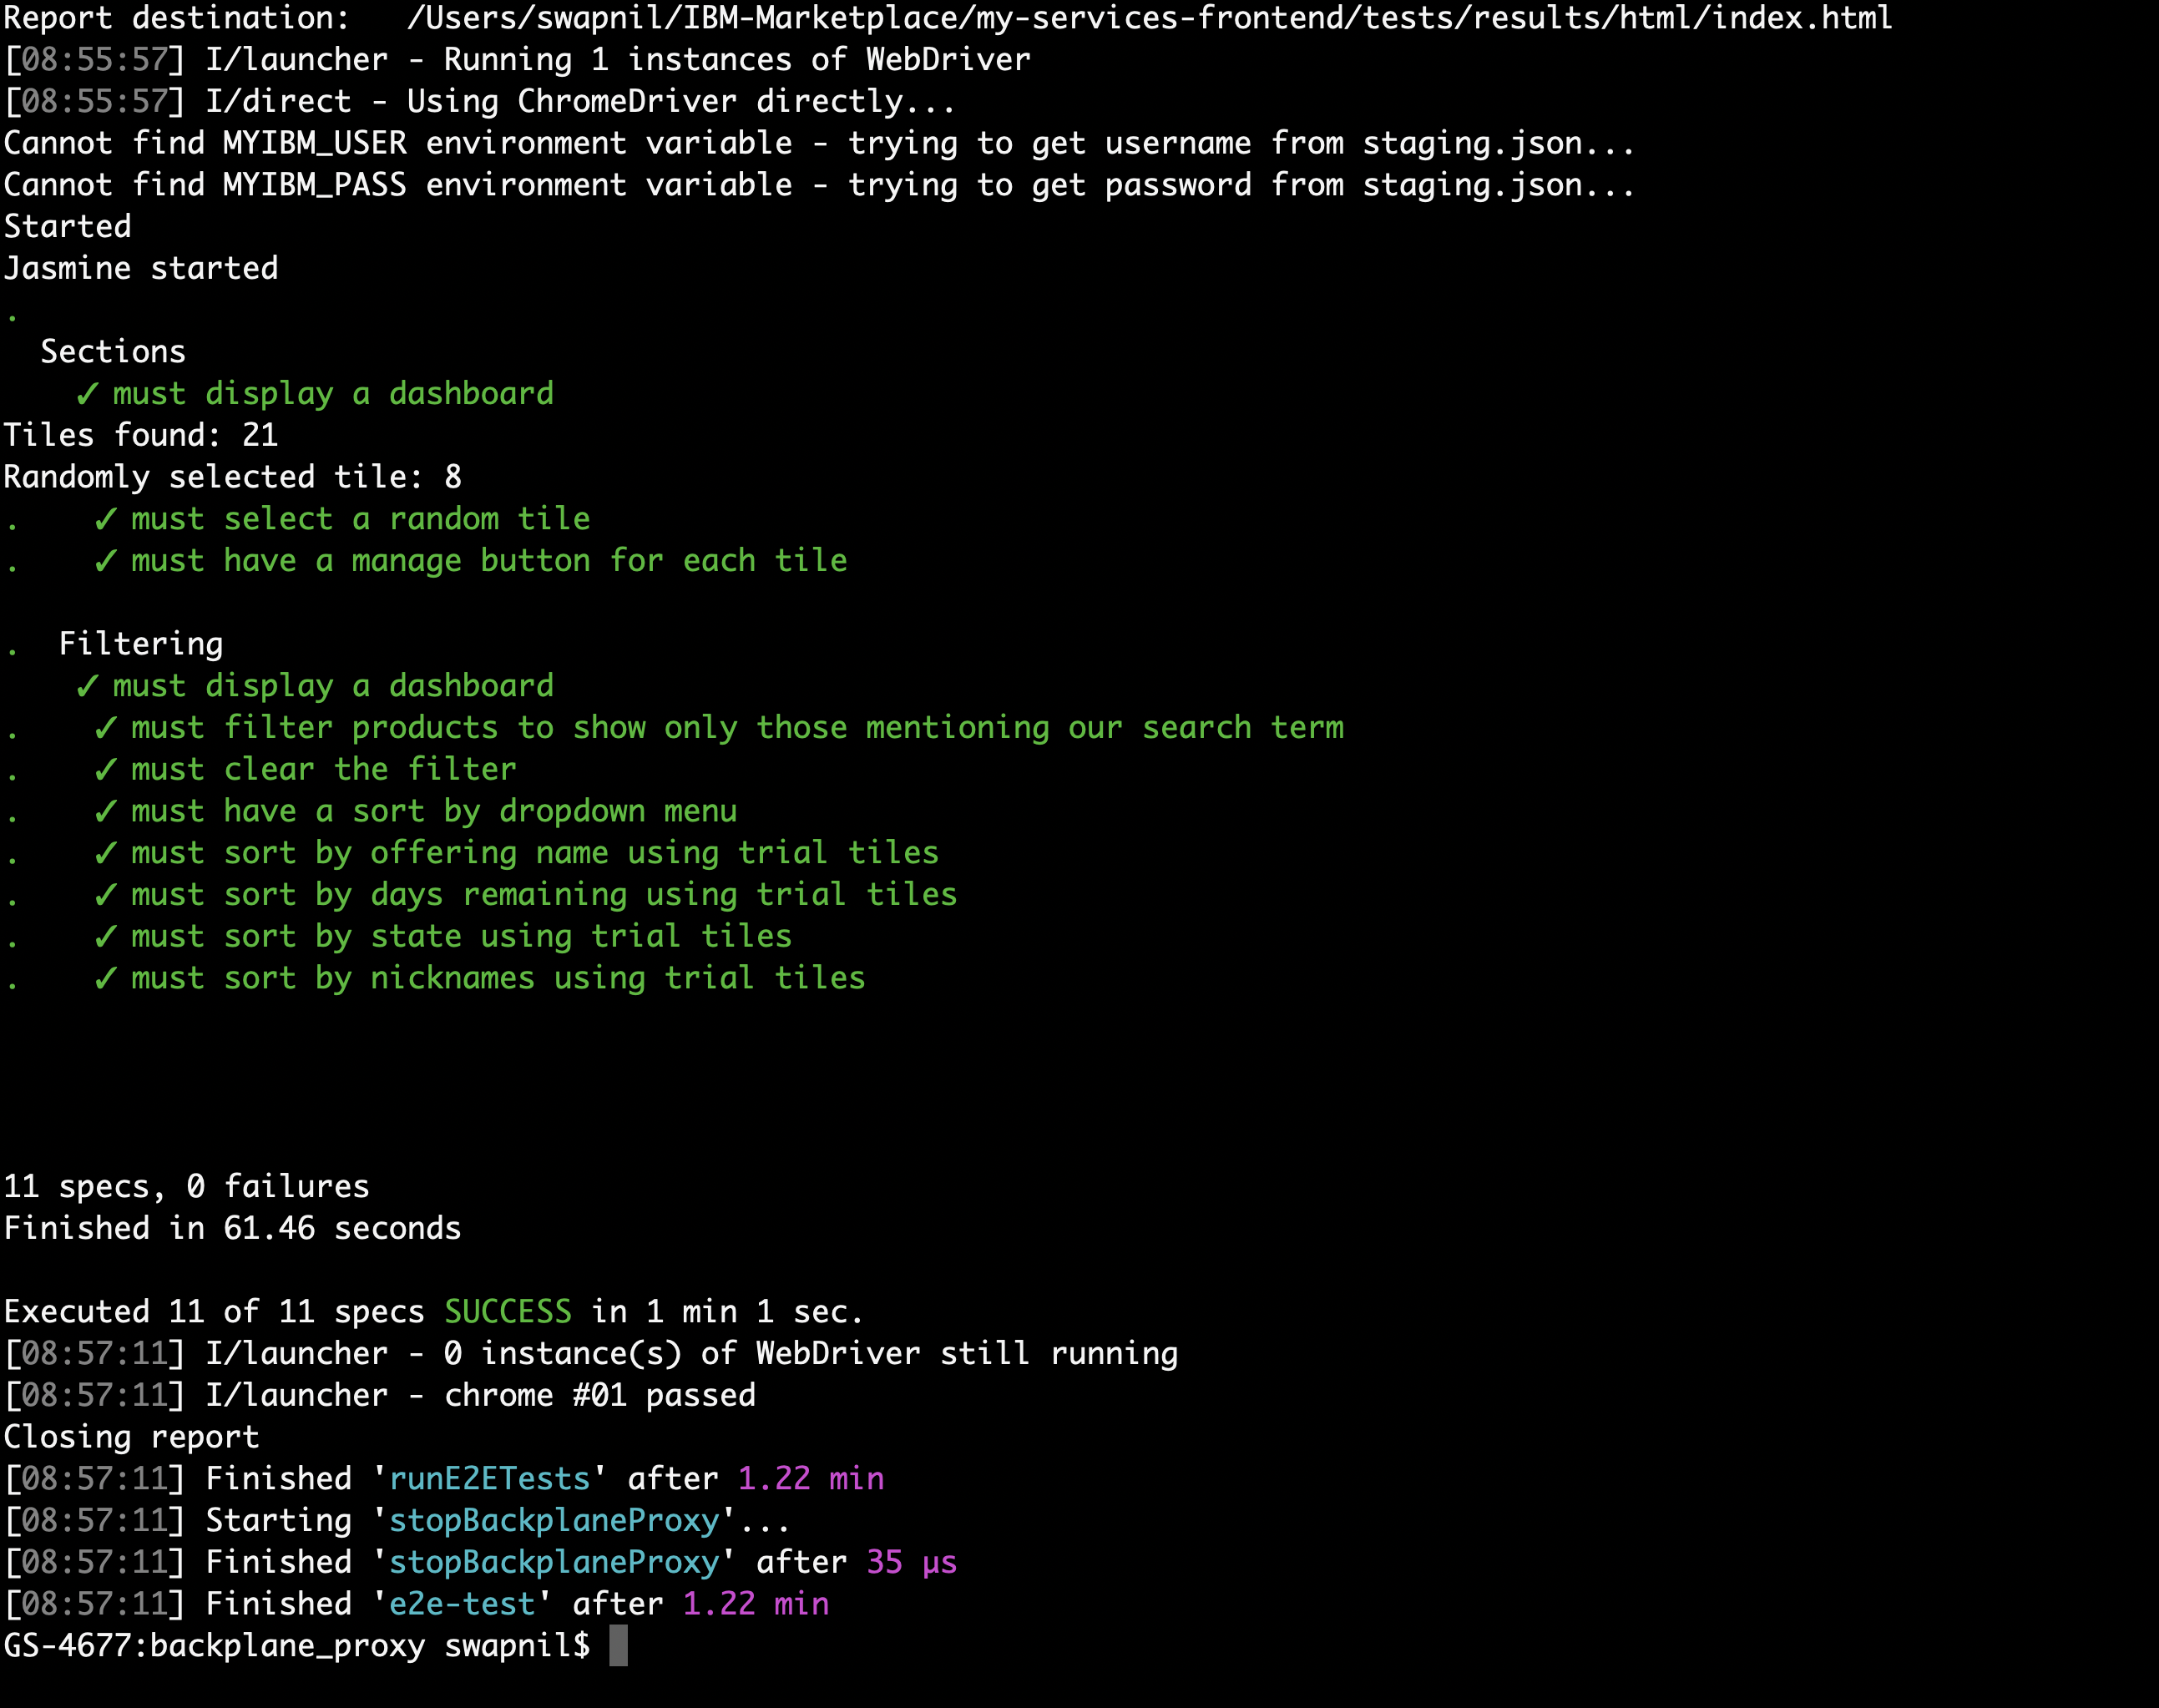 Report destination:   /Users/swapnil/IBM-Marketplace/my-services-frontend/tests/results/html/index.html
[08:55:57] I/launcher - Running 1 instances of WebDriver
[08:55:57] I/direct - Using ChromeDriver directly...
Cannot find MYIBM_USER environment variable - trying to get username from staging.json...
Cannot find MYIBM_PASS environment variable - trying to get password from staging.json...
Started
Jasmine started
.
  Sections
    ✓ must display a dashboard
Tiles found: 21
Randomly selected tile: 8
.    ✓ must select a random tile
.    ✓ must have a manage button for each tile
.  Filtering
    ✓ must display a dashboard
.    ✓ must filter products to show only those mentioning our search term
.    ✓ must clear the filter
.    ✓ must have a sort by dropdown menu
.    ✓ must sort by offering name using trial tiles
.    ✓ must sort by days remaining using trial tiles
.    ✓ must sort by state using trial tiles
.    ✓ must sort by nicknames using trial tiles
11 specs, 0 failures
Finished in 61.46 seconds
Executed 11 of 11 specs SUCCESS in 1 min 1 sec.
[08:57:11] I/launcher - 0 instance(s) of WebDriver still running
[08:57:11] I/launcher - chrome #01 passed
Closing report
[08:57:11] Finished 'runE2ETests' after 1.22 min
[08:57:11] Starting 'stopBackplaneProxy'...
[08:57:11] Finished 'stopBackplaneProxy' after 35 μs
[08:57:11] Finished 'e2e-test' after 1.22 min
GS-4677:backplane_proxy swapnil$